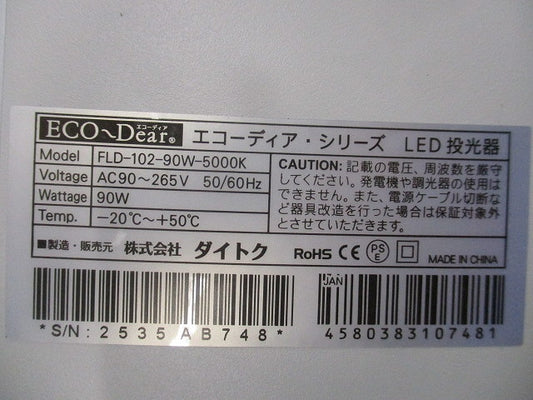 ECO~Dear® エコーディア エコーディア・シリーズ LED 投光器
Model FLD-102-90W-5000K
Voltage AC90～265V 50/60Hz
Wattage 90W
Temp. －20℃～＋50℃
CAUTION: 記載の電圧、周波数を厳守
してください。発電機や調光器の使用は
できません。また、電源ケーブル切断な
ど器具改造を行った場合は保証対象外
とさせていただきます。
■製造・販売元 株式会社 ダイトク RoHS CE PSE MADE IN CHINA
JAN
*S/N: 2535AB748*
4580383107481